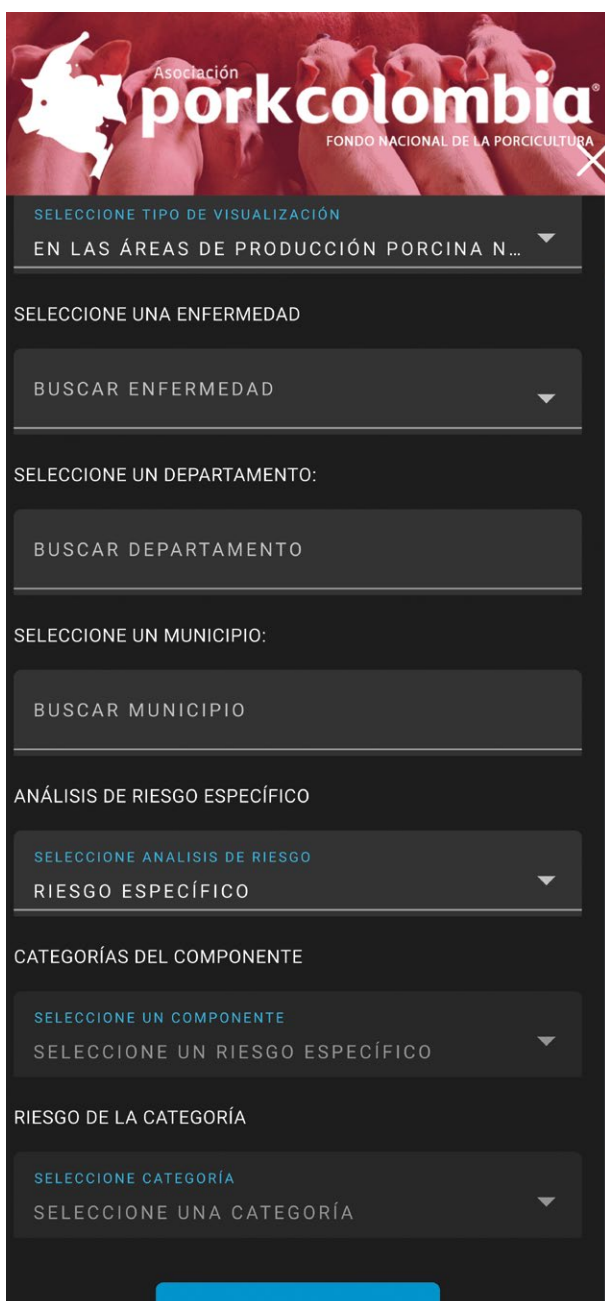 Asociación
porkcolombia®
FONDO NACIONAL DE LA PORCICULTURA
SELECCIONE TIPO DE VISUALIZACIÓN
EN LAS ÁREAS DE PRODUCCIÓN PORCINA N...
SELECCIONE UNA ENFERMEDAD
BUSCAR ENFERMEDAD
SELECCIONE UN DEPARTAMENTO:
BUSCAR DEPARTAMENTO
SELECCIONE UN MUNICIPIO:
BUSCAR MUNICIPIO
ANÁLISIS DE RIESGO ESPECÍFICO
SELECCIONE ANALISIS DE RIESGO
RIESGO ESPECÍFICO
CATEGORÍAS DEL COMPONENTE
SELECCIONE UN COMPONENTE
SELECCIONE UN RIESGO ESPECÍFICO
RIESGO DE LA CATEGORÍA
SELECCIONE CATEGORÍA
SELECCIONE UNA CATEGORÍA